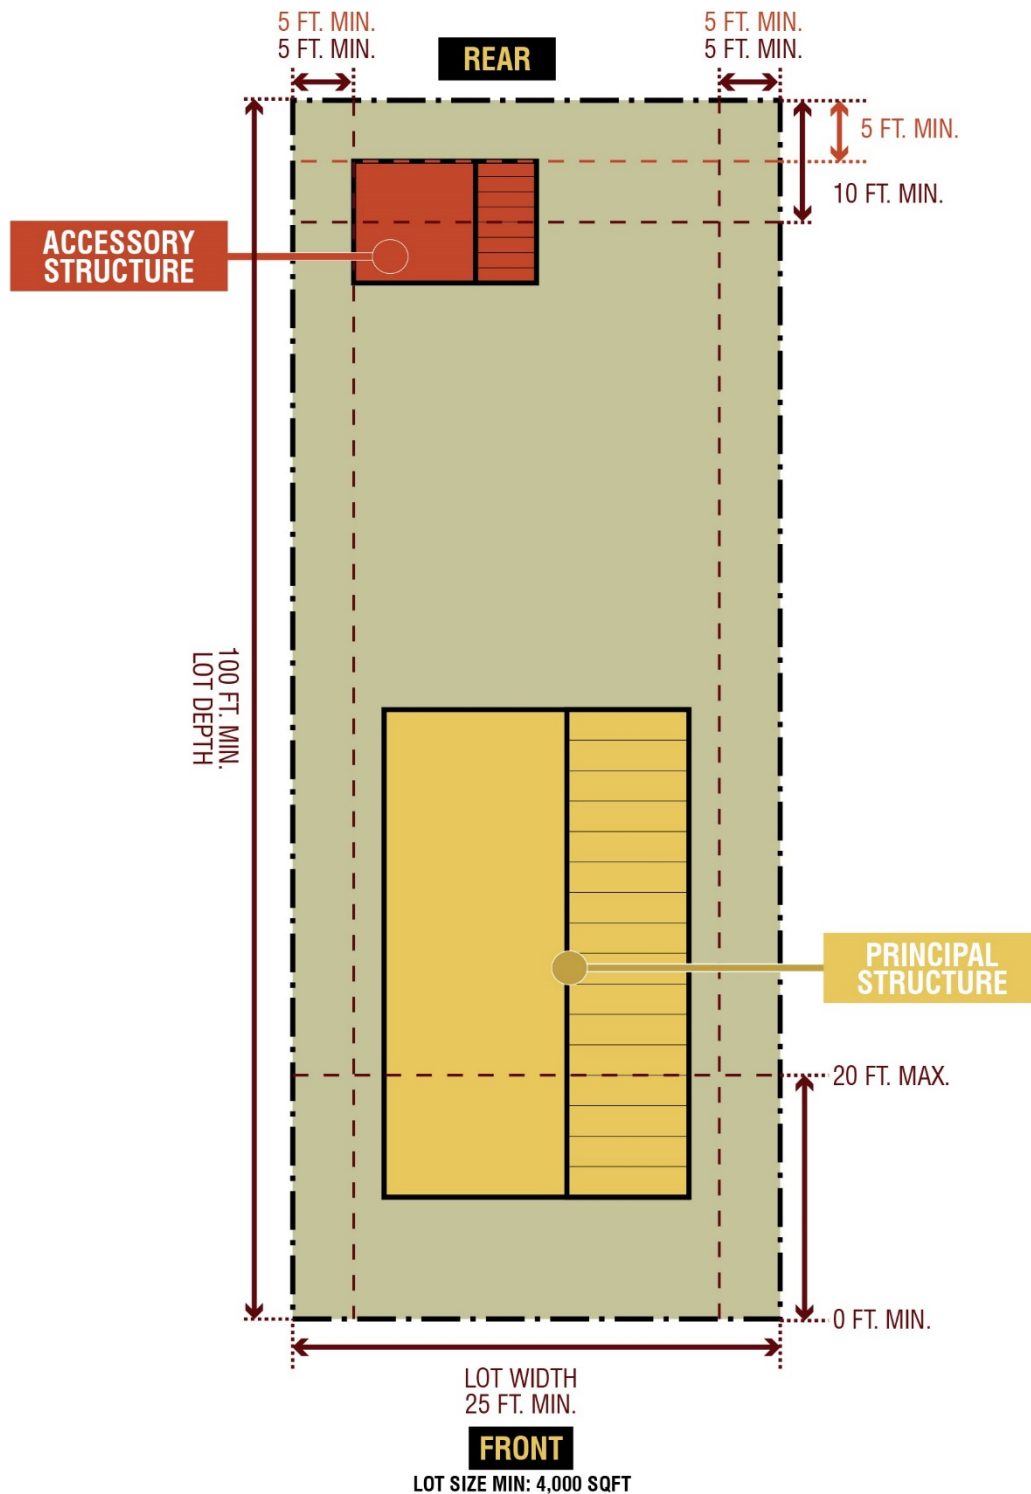 5 FT. MIN.
5 FT. MIN.
REAR
5 FT. MIN.
5 FT. MIN.
5 FT. MIN.
10 FT. MIN.
ACCESSORY
STRUCTURE
100 FT. MIN.
LOT DEPTH
PRINCIPAL
STRUCTURE
20 FT. MAX.
0 FT. MIN.
LOT WIDTH
25 FT. MIN.
FRONT
LOT SIZE MIN: 4,000 SQFT